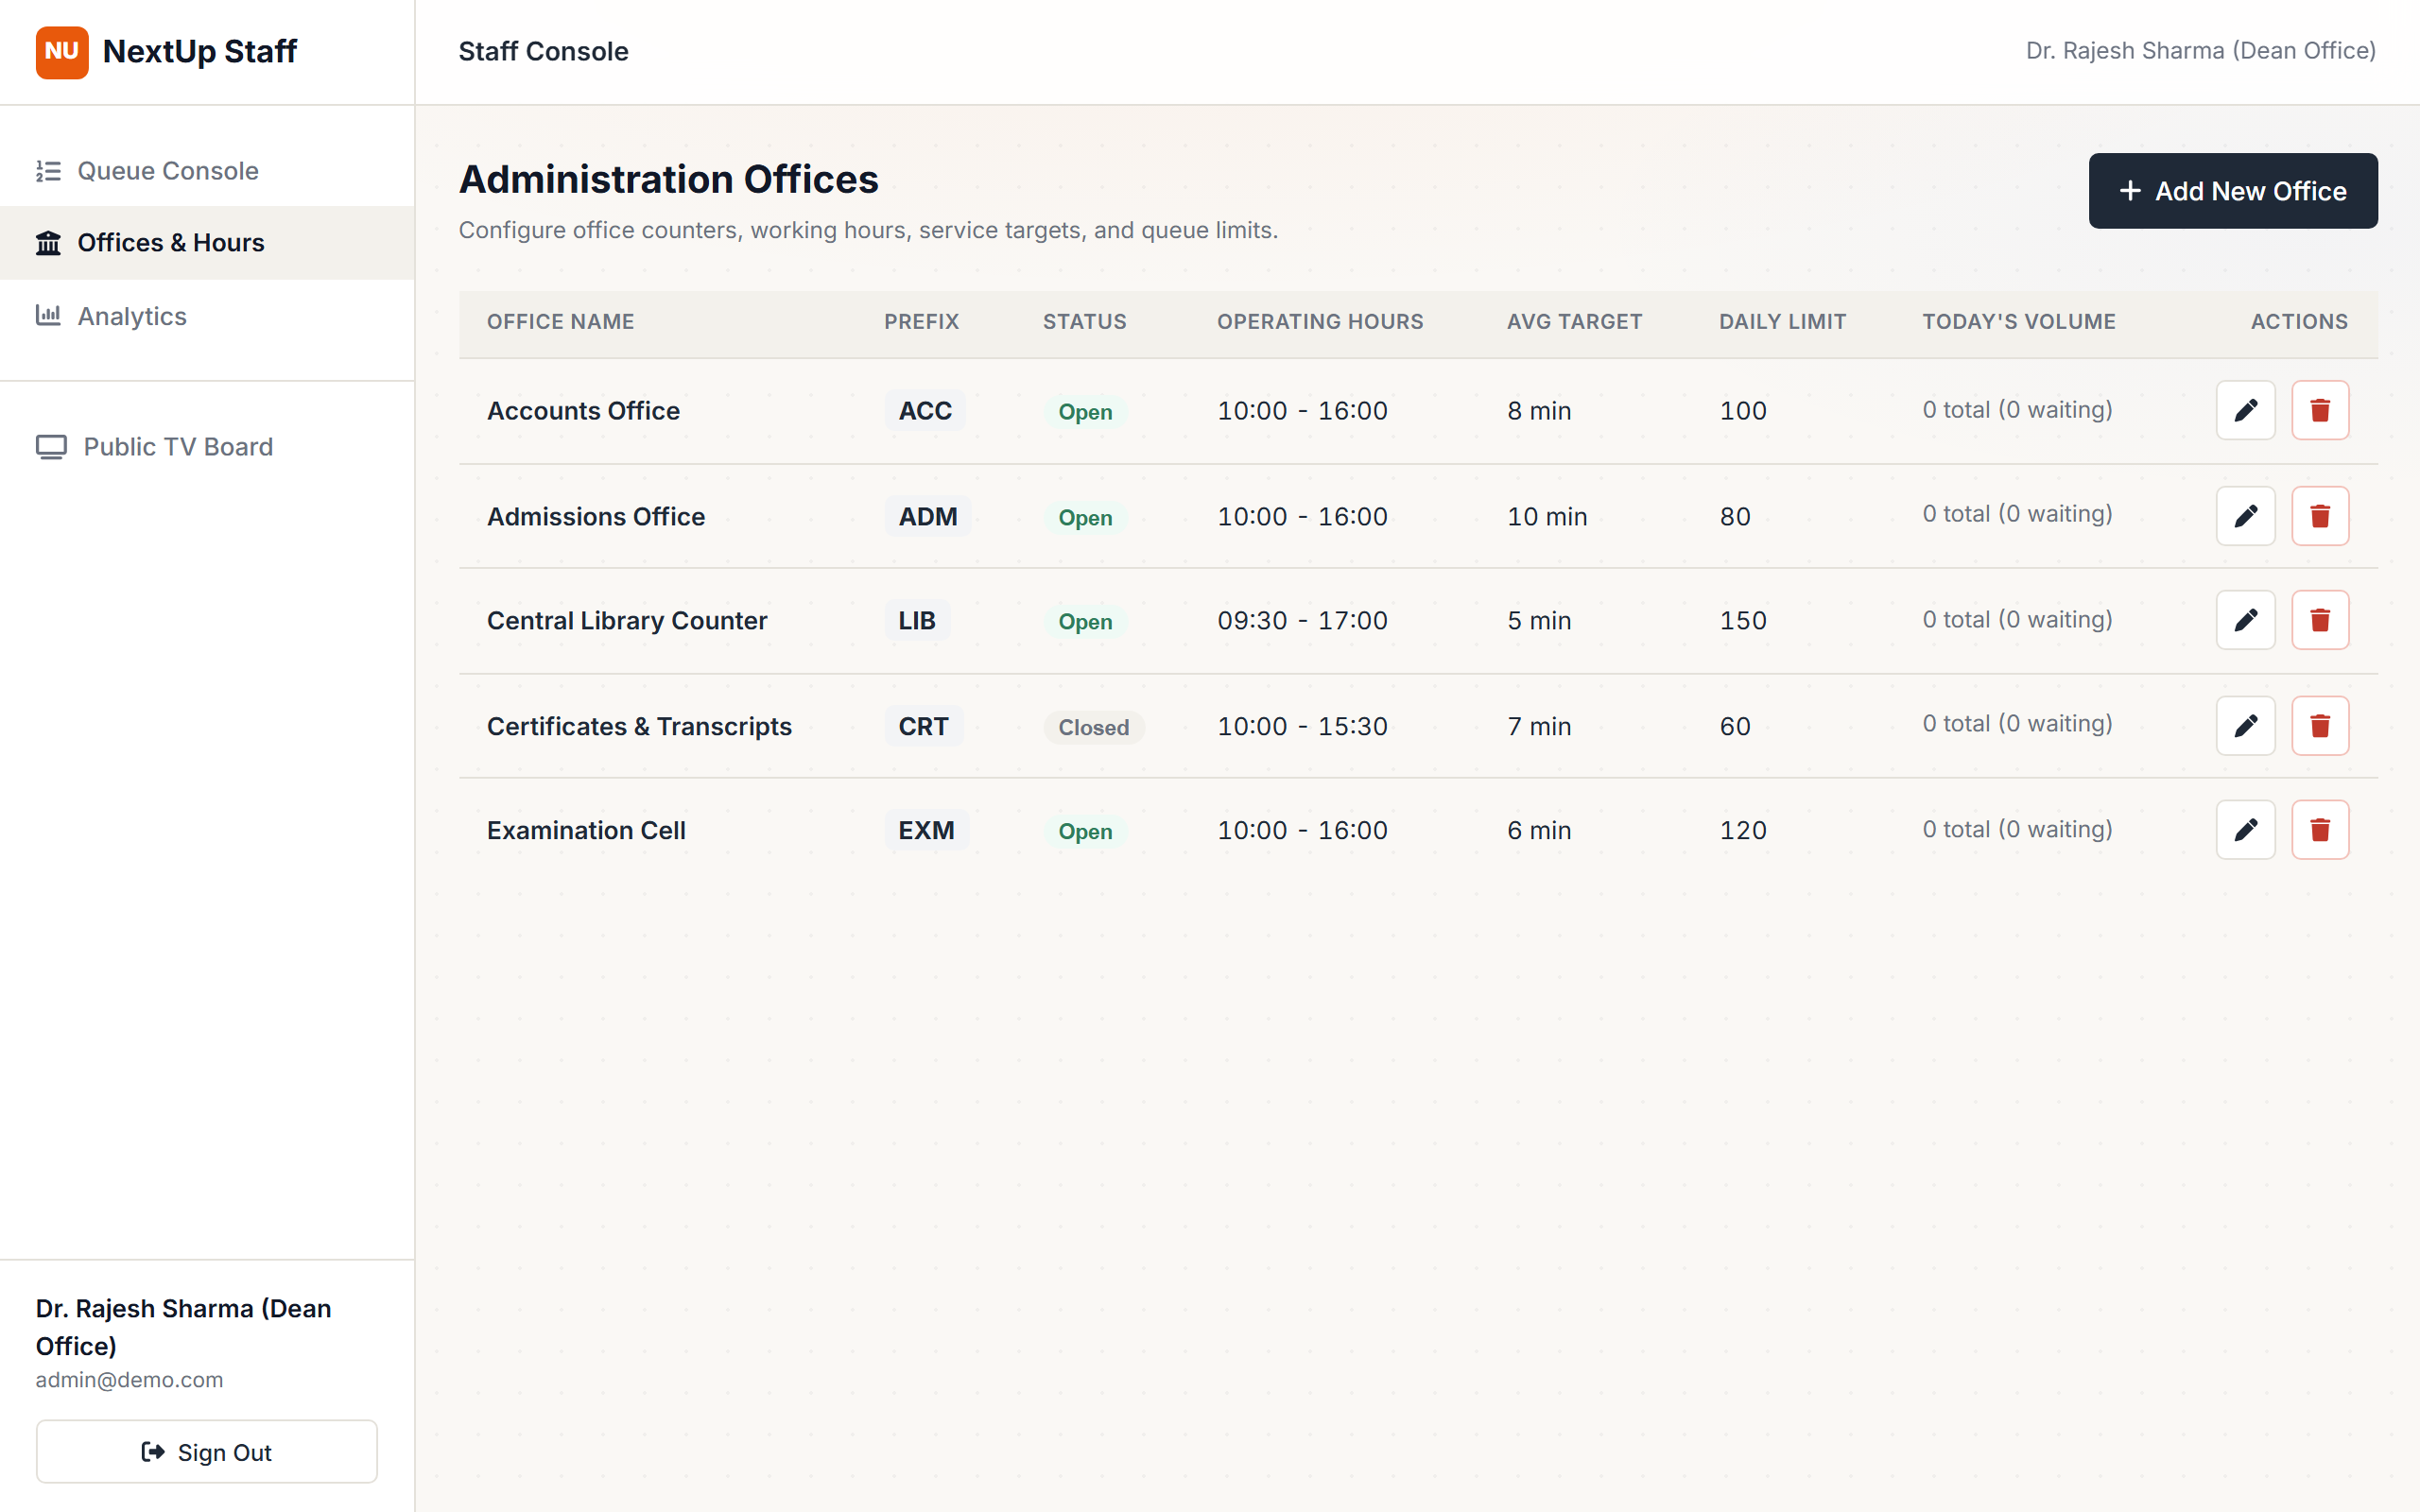 NU NextUp Staff
Staff Console
Dr. Rajesh Sharma (Dean Office)
Queue Console
Offices & Hours
Analytics
Public TV Board
Administration Offices
Configure office counters, working hours, service targets, and queue limits.
+ Add New Office
OFFICE NAME PREFIX STATUS OPERATING HOURS AVG TARGET DAILY LIMIT TODAY'S VOLUME ACTIONS
Accounts Office ACC Open 10:00 - 16:00 8 min 100 0 total (0 waiting)
Admissions Office ADM Open 10:00 - 16:00 10 min 80 0 total (0 waiting)
Central Library Counter LIB Open 09:30 - 17:00 5 min 150 0 total (0 waiting)
Certificates & Transcripts CRT Closed 10:00 - 15:30 7 min 60 0 total (0 waiting)
Examination Cell EXM Open 10:00 - 16:00 6 min 120 0 total (0 waiting)
Dr. Rajesh Sharma (Dean
Office)
admin@demo.com
Sign Out